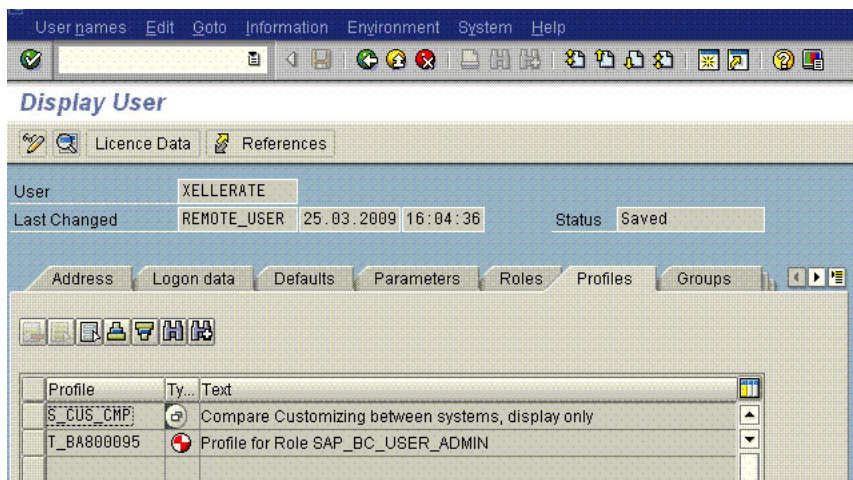 User names Edit Goto Information Environment System Help
Display User
Licence Data References
User XELLERATE
Last Changed REMOTE_USER 25.03.2009 16:04:36 Status Saved
Address Logon data Defaults Parameters Roles Profiles Groups
Profile Ty... Text
S_CUS_CMP Compare Customizing between systems, display only
T_BA800095 Profile for Role SAP_BC_USER_ADMIN